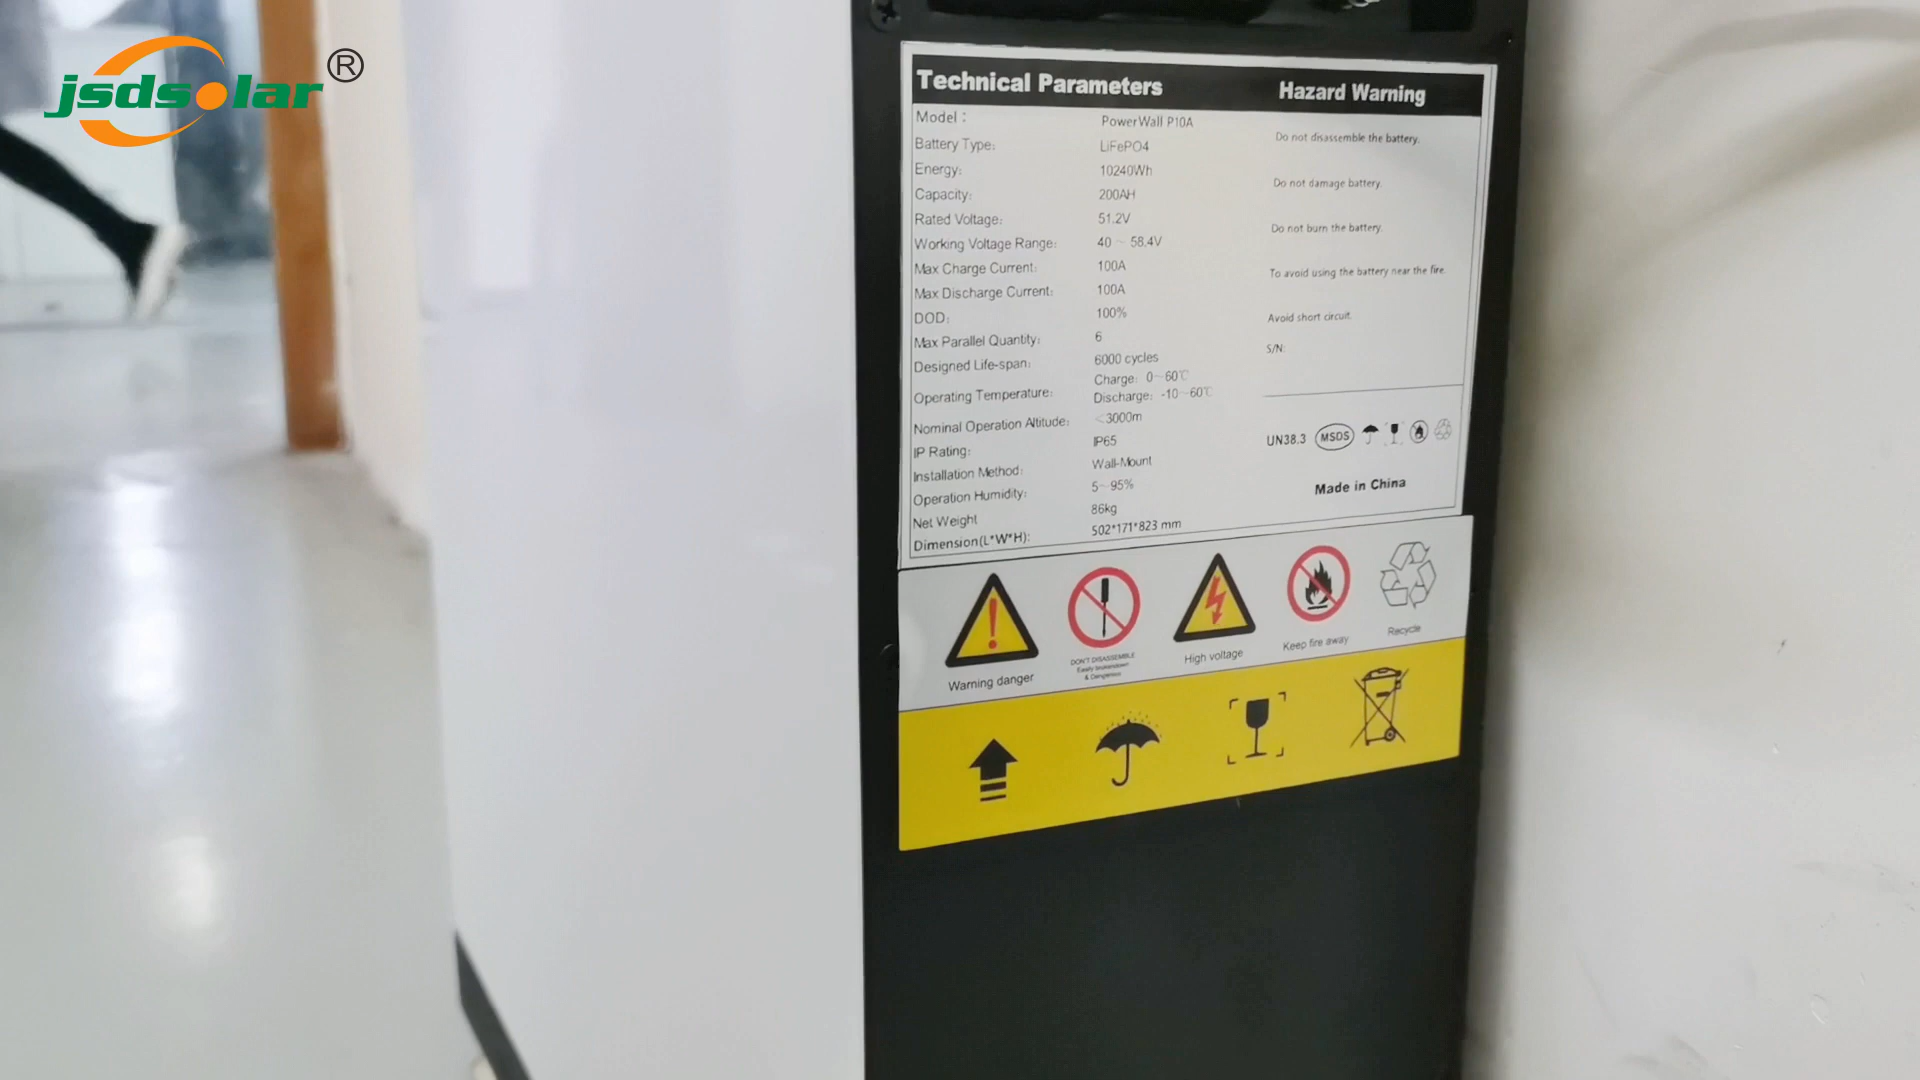 jsdsolar®
Technical Parameters
Model： PowerWall P10A
Battery Type: LiFePO4
Energy: 10240Wh
Capacity: 200AH
Rated Voltage: 51.2V
Working Voltage Range: 40～58.4V
Max Charge Current: 100A
Max Discharge Current: 100A
DOD: 100%
Max Parallel Quantity: 6
Designed Life-span: 6000 cycles
Operating Temperature: Charge: 0～60℃
Discharge: -10～60℃
Nominal Operation Altitude: ＜3000m
IP Rating: IP65
Installation Method: Wall-Mount
Operation Humidity: 5～95%
Net Weight 86kg
Dimension(L*W*H): 502*171*823 mm
Hazard Warning
Do not disassemble the battery.
Do not damage battery.
Do not burn the battery.
To avoid using the battery near the fire.
Avoid short circuit.
S/N:
UN38.3 MSDS
Made in China
Warning danger
DON'T DISASSEMBLE
Easily brokendown
& Dangerous
High voltage
Keep fire away
Recycle